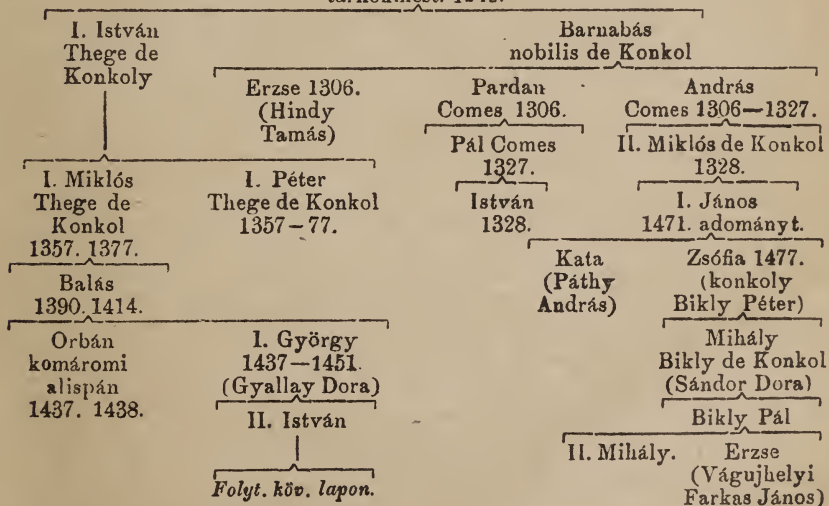 tárnokmest.
I. István
Thege de
Konkoly
Barnabás
nobilis de Konkol
Erzse 1306.
(Hindy
Tamás)
Pardan
Comes 1306.
András
Comes 1306—1327.
Pál Comes
1327.
II. Miklós de Konkol
1328.
I. Miklós
Thege de
Konkol
1357. 1377.
I. Péter
Thege de Konkol
1357–77.
István
1328.
I. János
1471. adományt.
Kata
(Páthy
András)
Zsófia 1477.
(konkoly
Bikly Péter)
Balás
1390. 1414.
Orbán
komáromi
alispán
1437. 1438.
I. György
1437—1451.
(Gyallay Dora)
Mihály
Bikly de Konkol
(Sándor Dora)
II. István
Bikly Pál
Folyt. köv. lapon.
II. Mihály.
Erzse
(Vágujhelyi
Farkas János)